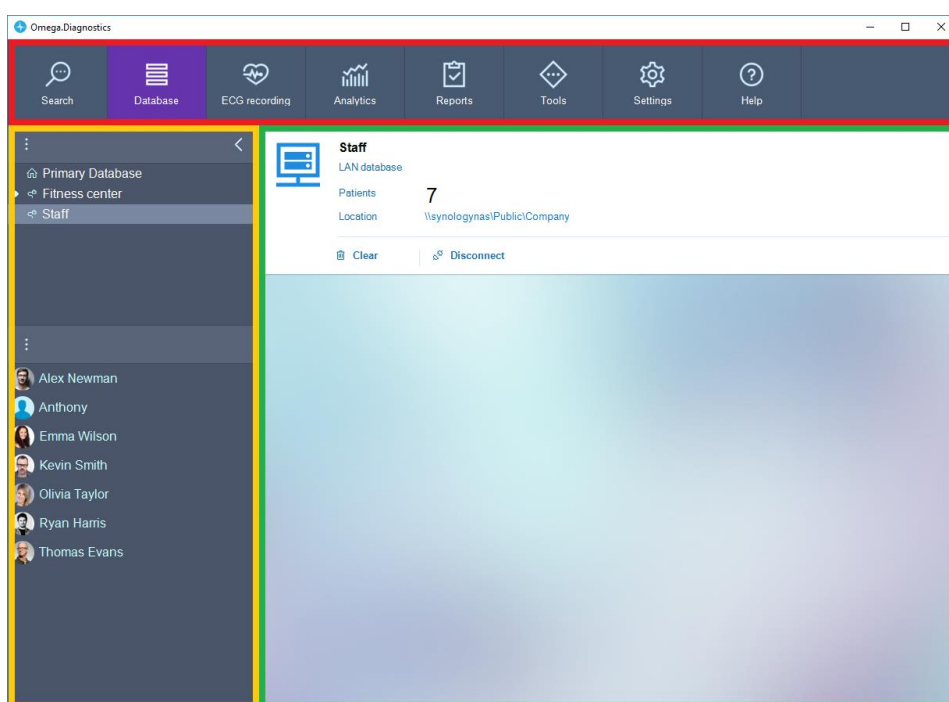 Omega.Diagnostics
Search Database ECG recording Analytics Reports Tools Settings Help
Primary Database
Fitness center
Staff
Alex Newman
Anthony
Emma Wilson
Kevin Smith
Olivia Taylor
Ryan Harris
Thomas Evans
Staff
LAN database
Patients 7
Location \\synologynas\Public\Company
Clear Disconnect